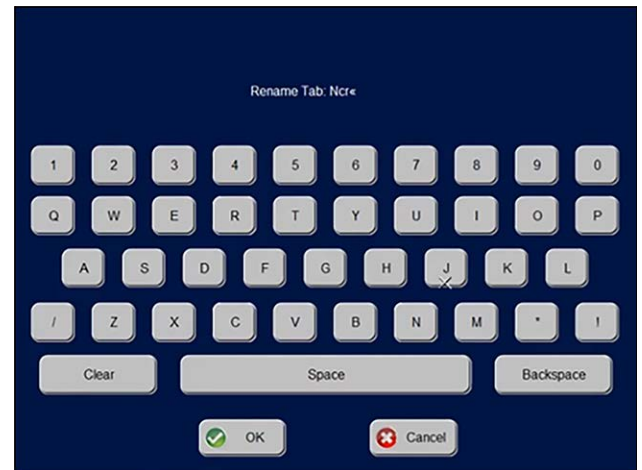 Rename Tab: Ncr«
1 2 3 4 5 6 7 8 9 0
Q W E R T Y U I O P
A S D F G H J K L
/ Z X C V B N M * !
Clear Space Backspace
OK Cancel